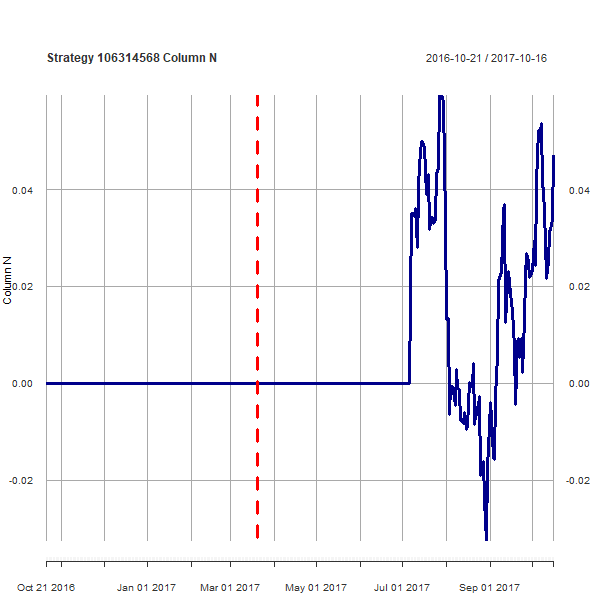 Strategy 106314568 Column N
2016-10-21 / 2017-10-16
0.04
0.04
0.02
0.02
0.00
0.00
-0.02
-0.02
Column N
Oct 21 2016
Jan 01 2017
Mar 01 2017
May 01 2017
Jul 01 2017
Sep 01 2017